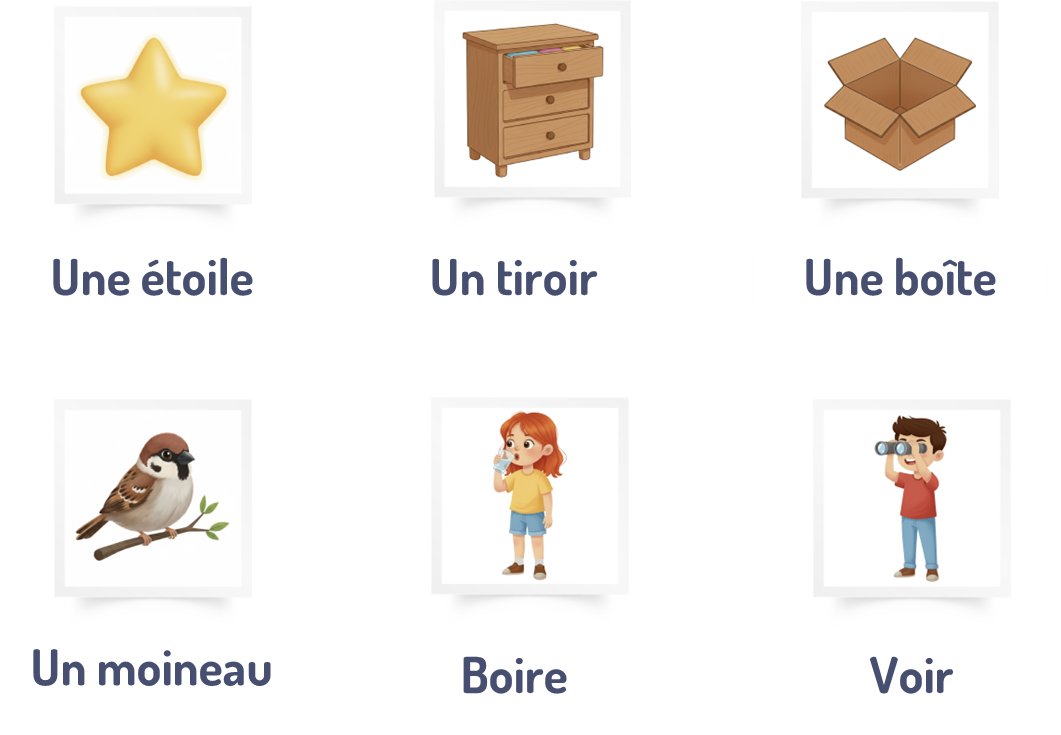 Une étoile
Un tiroir
Une boîte
Un moineau
Boire
Voir